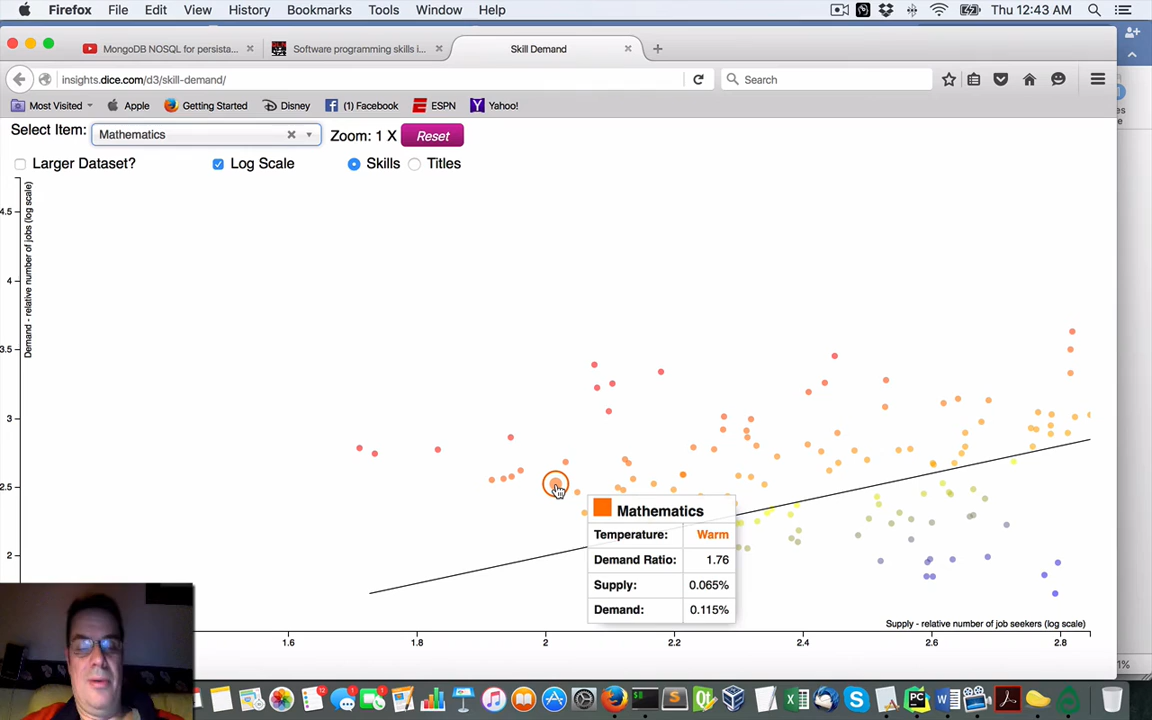 Firefox File Edit View History Bookmarks Tools Window Help Thu 12:43 AM
MongoDB NOSQL for persista... Software programming skills i... Skill Demand
insights.dice.com/d3/skill-demand/ Search
Most Visited Apple Getting Started Disney (1) Facebook ESPN Yahoo!
Select Item: Mathematics Zoom: 1 X Reset
Larger Dataset? Log Scale Skills Titles
Demand - relative number of jobs (log scale)
4.5
4
3.5
3
2.5
2
Mathematics
Temperature: Warm
Demand Ratio: 1.76
Supply: 0.065%
Demand: 0.115%
Supply - relative number of job seekers (log scale)
1.6 1.8 2 2.2 2.4 2.6 2.8
1%
12